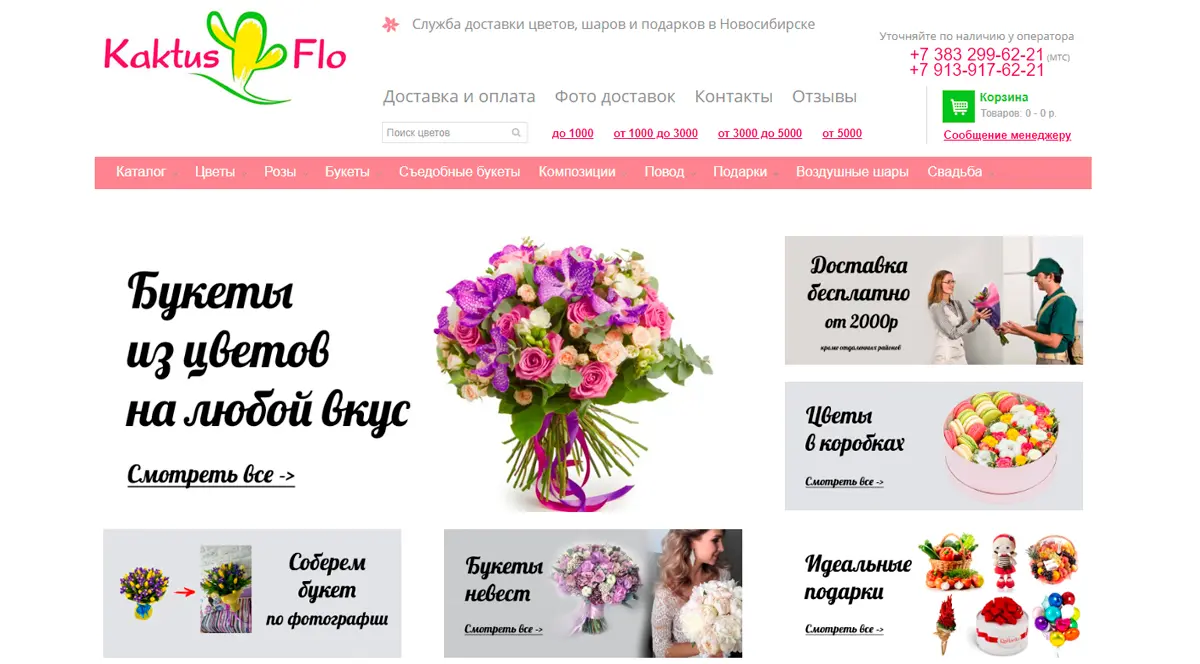 Kaktus Flo
Служба доставки цветов, шаров и подарков в Новосибирске
Уточняйте по наличию у оператора
+7 383 299-62-21 (МТС)
+7 913-917-62-21
Доставка и оплата Фото доставок Контакты Отзывы
Корзина
Товаров: 0 - 0 р.
Поиск цветов
до 1000 от 1000 до 3000 от 3000 до 5000 от 5000
Сообщение менеджеру
Каталог Цветы Розы Букеты Съедобные букеты Композиции Повод Подарки Воздушные шары Свадьба
Букеты
из цветов
на любой вкус
Смотреть все ->
Доставка
бесплатно
от 2000р
кроме отдаленных районов
Цветы
в коробках
Смотреть все ->
Соберем
букет
по фотографии
Букеты
невест
Смотреть все ->
Идеальные
подарки
Смотреть все ->